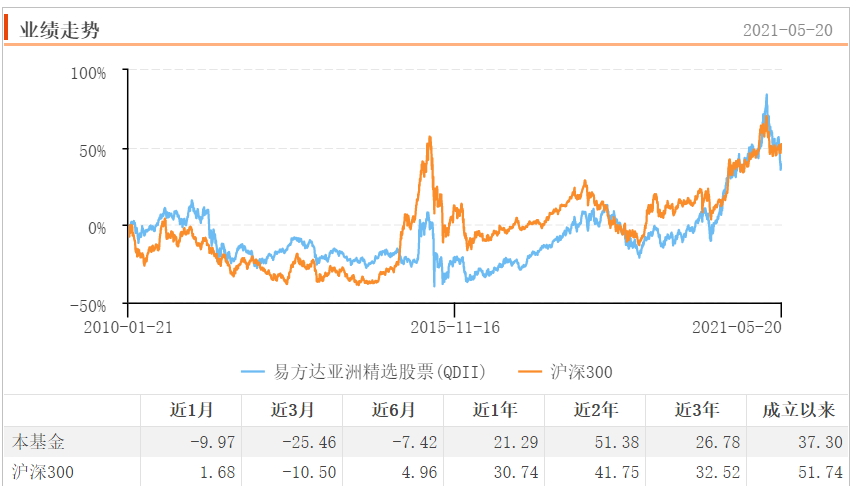 业绩走势 2021-05-20
100%
50%
0%
-50%
2010-01-21 2015-11-16 2021-05-20
易方达亚洲精选股票(QDII) 沪深300
近1月 近3月 近6月 近1年 近2年 近3年 成立以来
本基金 -9.97 -25.46 -7.42 21.29 51.38 26.78 37.30
沪深300 1.68 -10.50 4.96 30.74 41.75 32.52 51.74